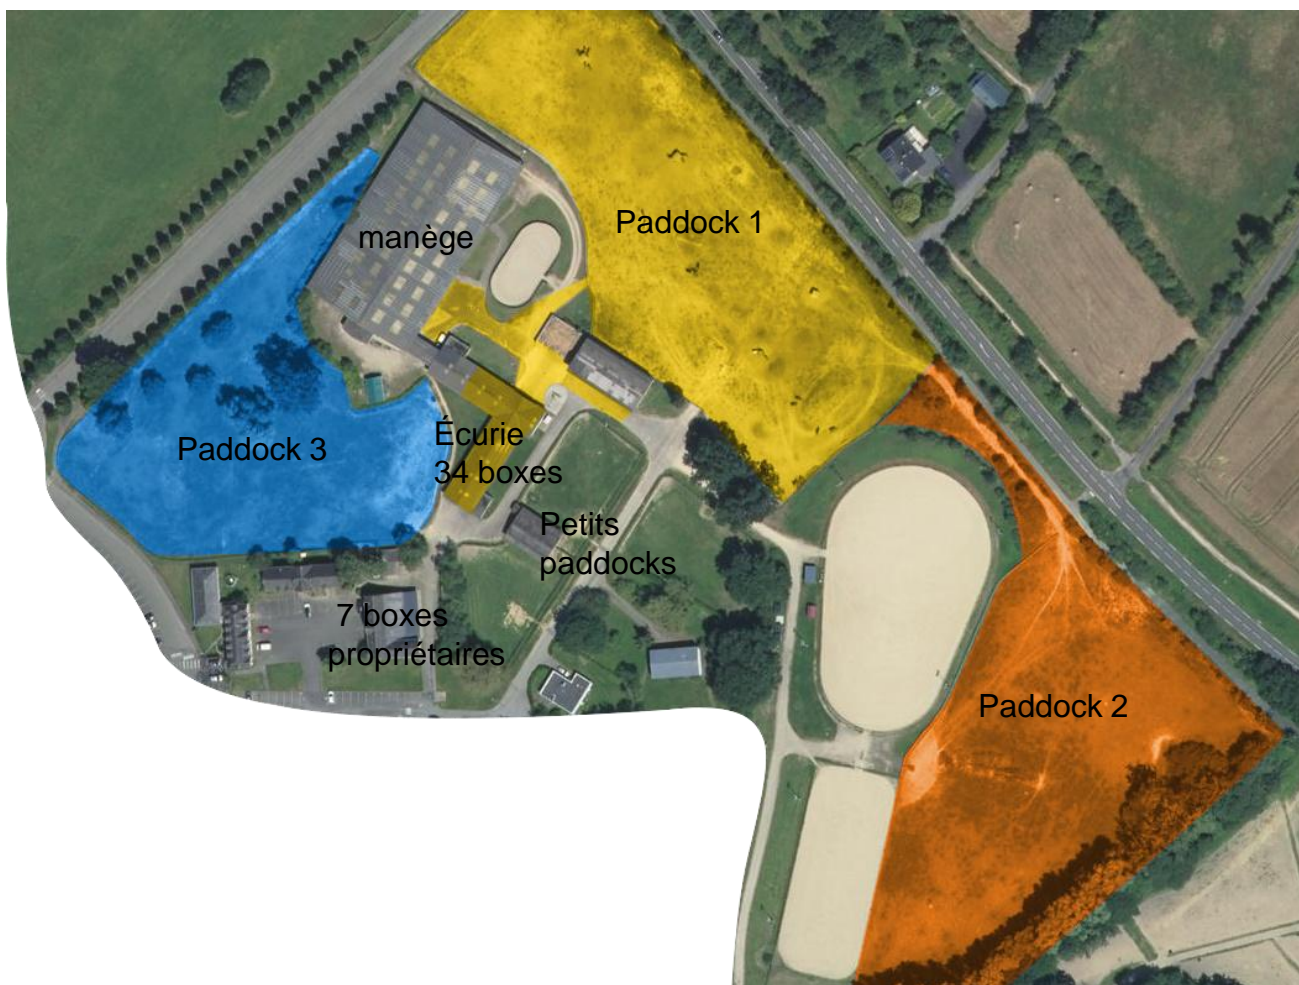 Paddock 1
manège
Paddock 3
Écurie
34 boxes
Petits
paddocks
7 boxes
propriétaires
Paddock 2